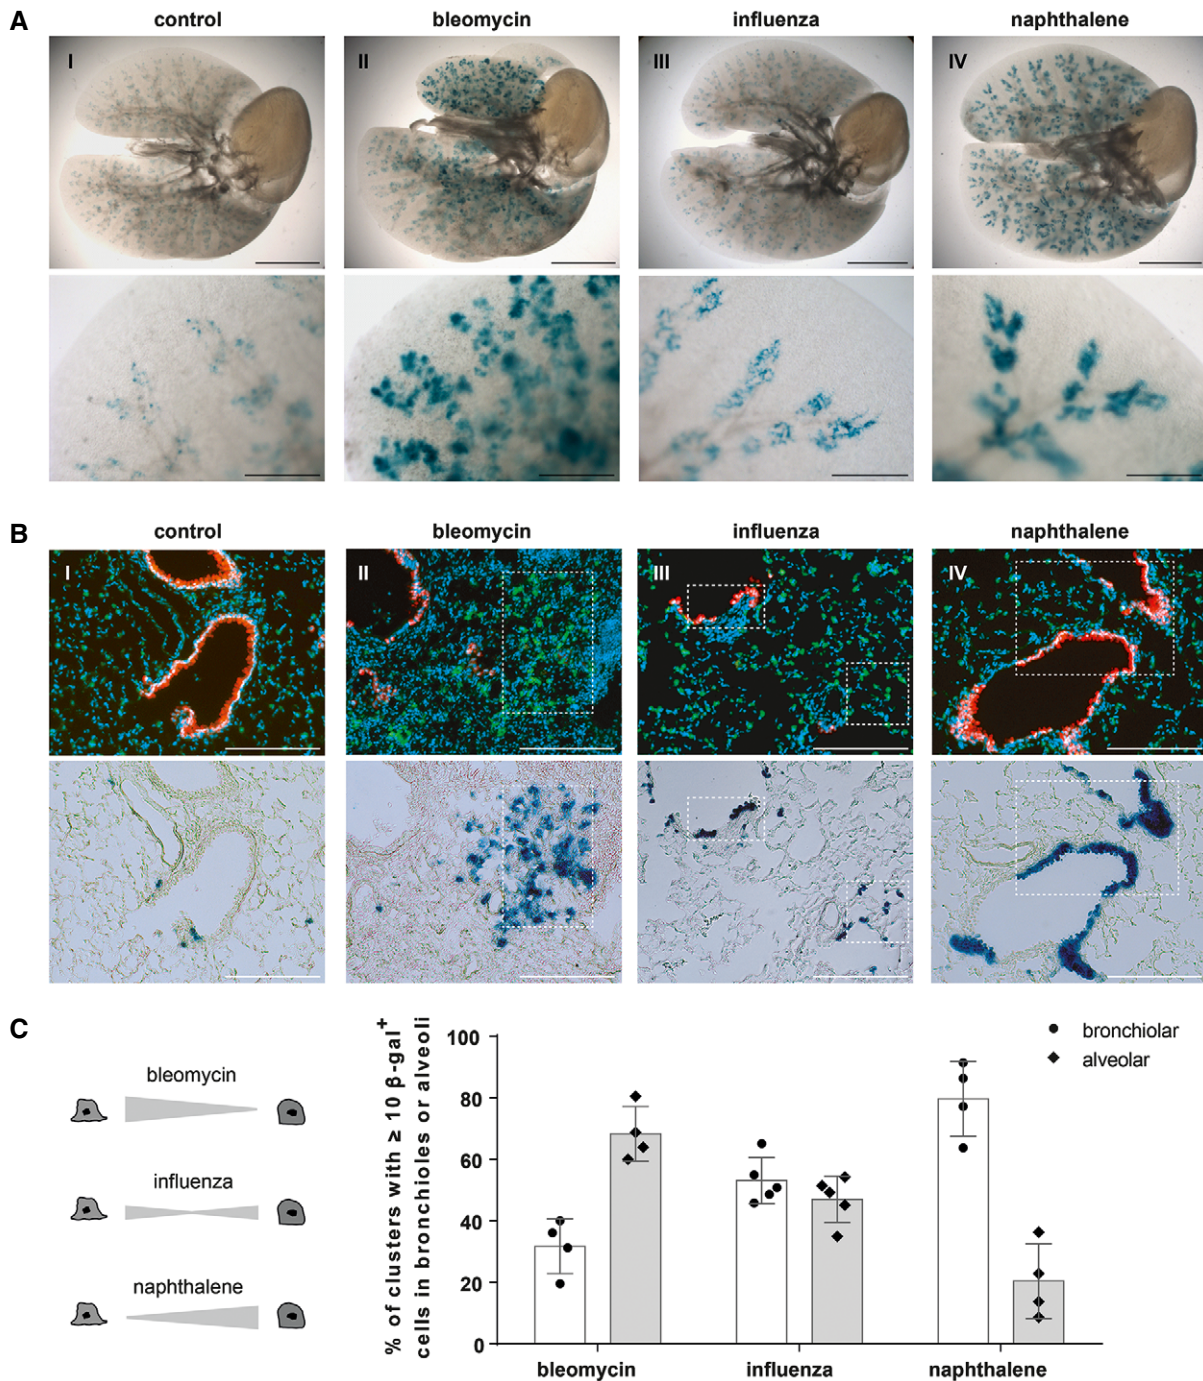 A
control
bleomycin
influenza
naphthalene
I
II
III
IV
B
control
bleomycin
influenza
naphthalene
I
II
III
IV
C
bleomycin
influenza
naphthalene
% of clusters with ≥ 10 β-gal+
cells in bronchioles or alveoli
100
80
60
40
20
0
bleomycin
influenza
naphthalene
bronchiolar
alveolar